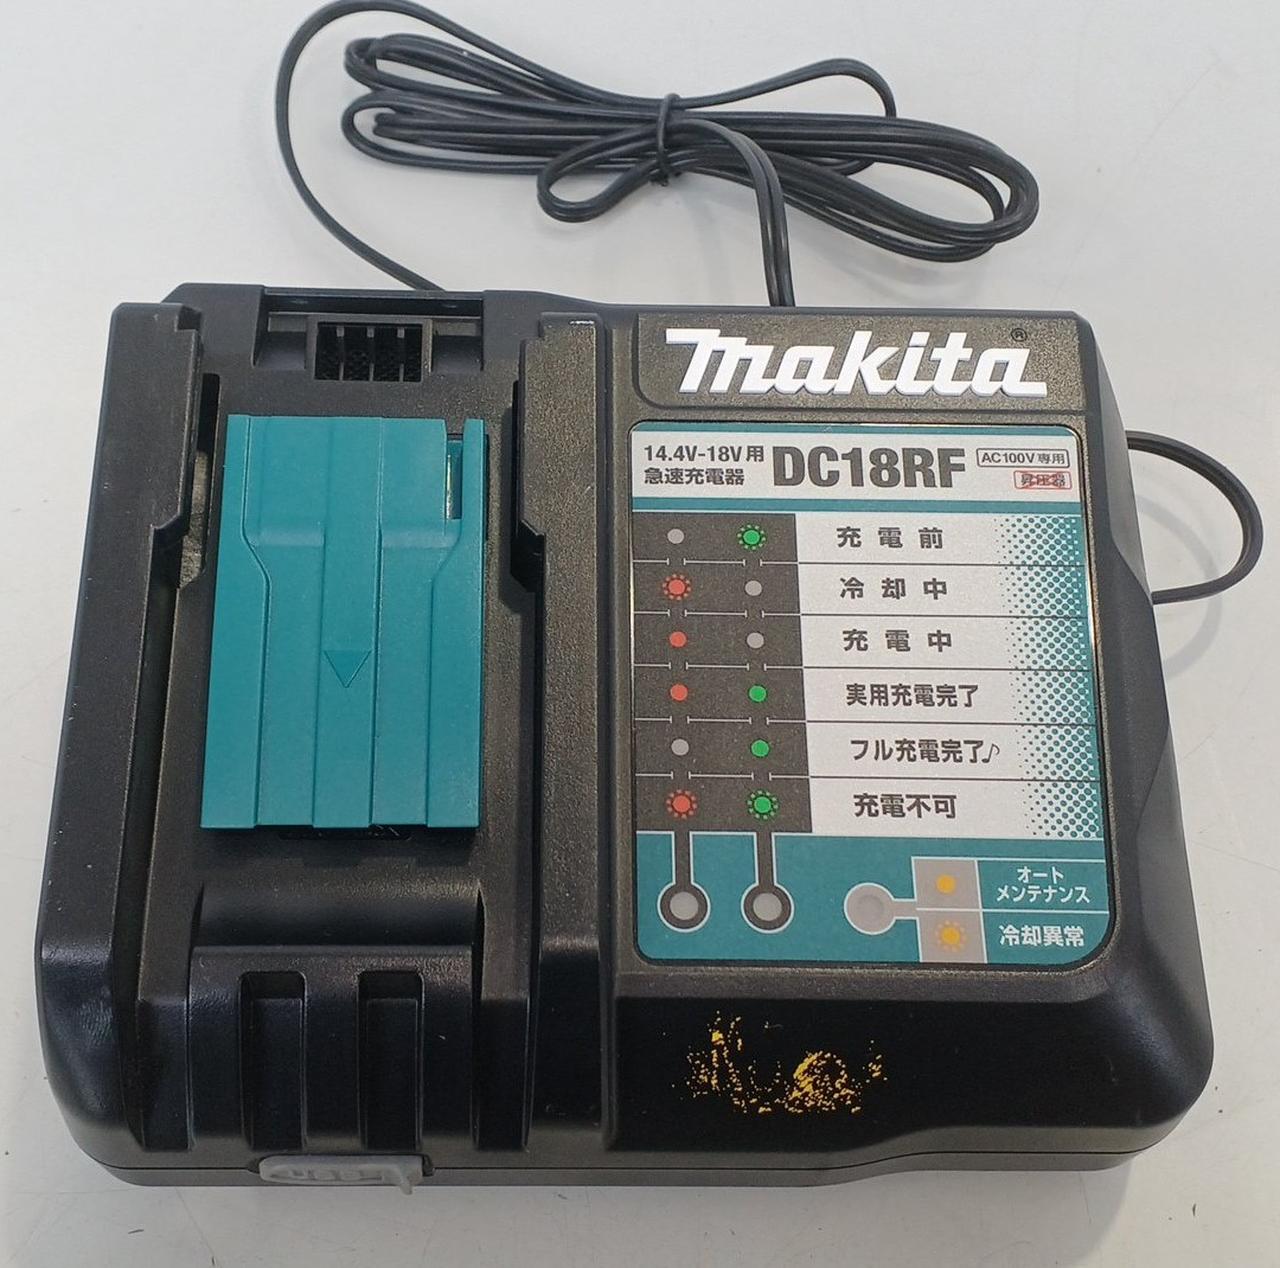 makita®
14.4V-18V用
急速充電器
DC18RF
AC100V専用
昇圧器
充電前
冷却中
充電中
実用充電完了
フル充電完了♪
充電不可
オート
メンテナンス
冷却異常